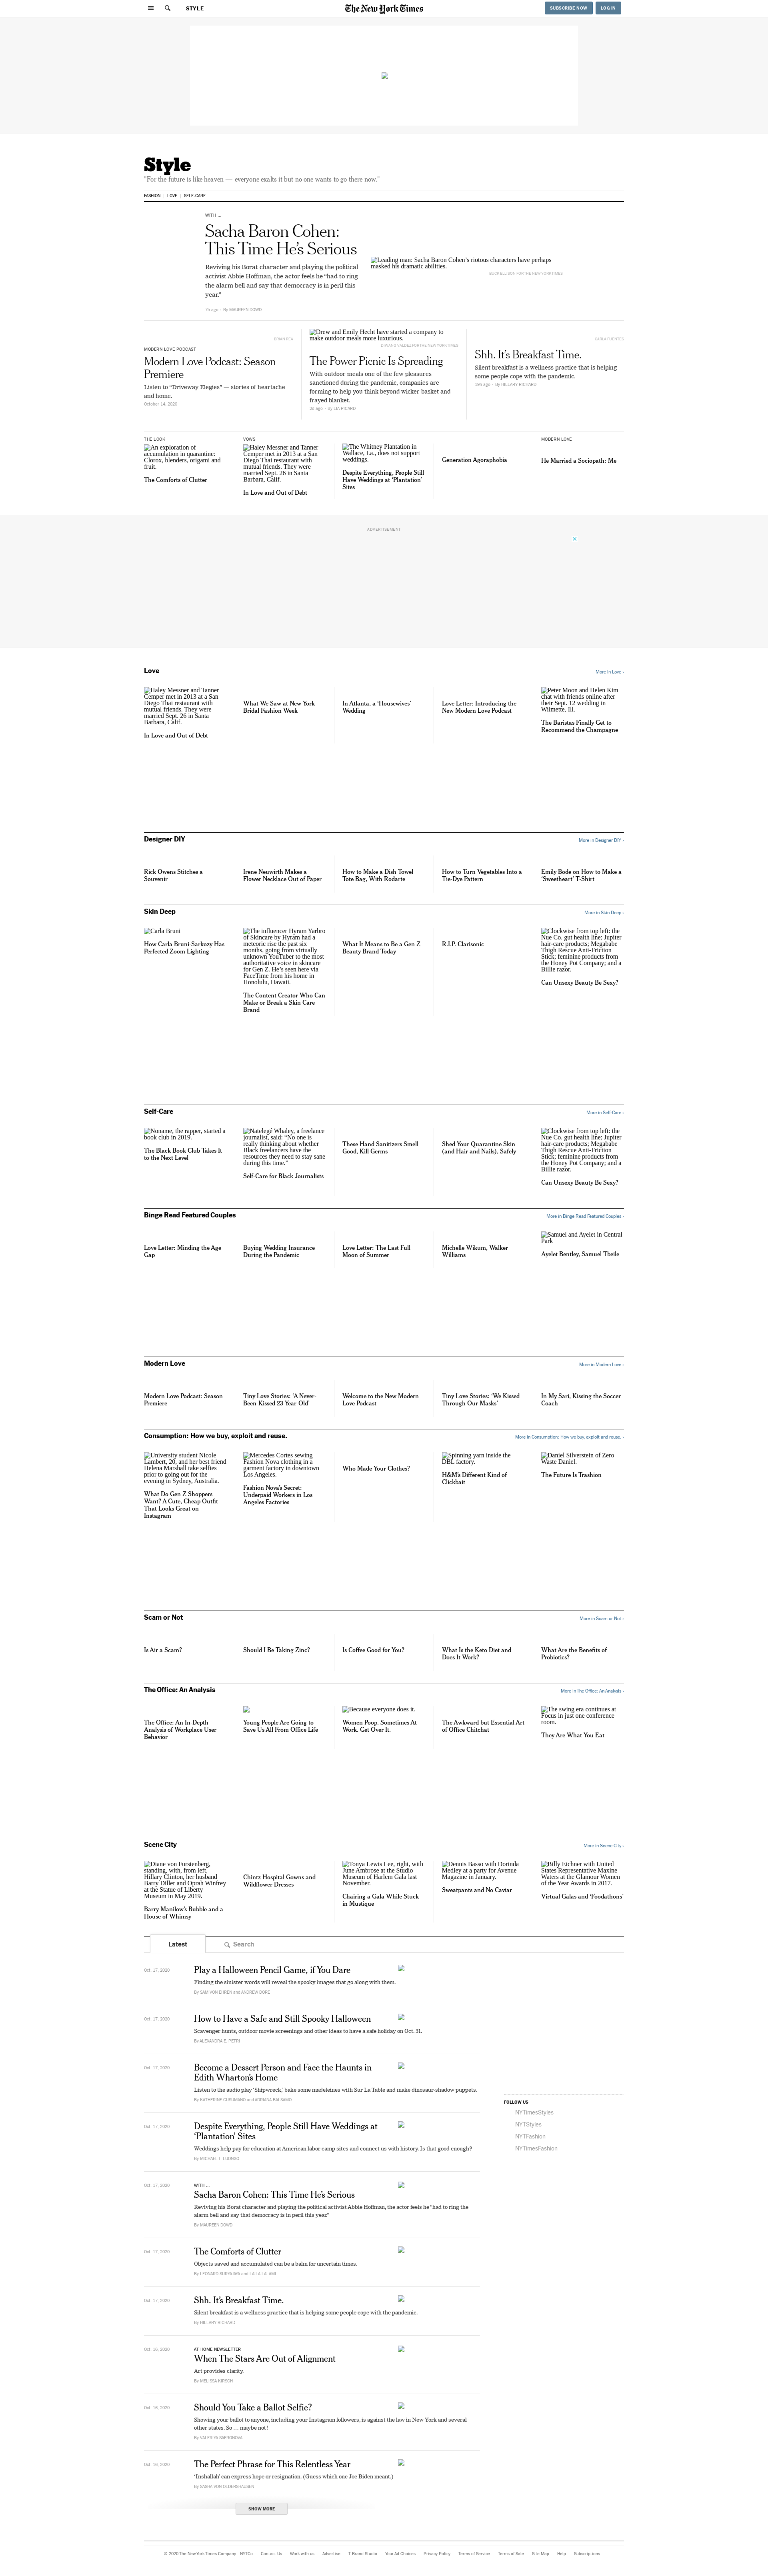 STYLE
The New York Times
SUBSCRIBE NOW
LOG IN
Style
"For the future is like heaven — everyone exalts it but no one wants to go there now."
FASHION
LOVE
SELF-CARE
WITH ...
Sacha Baron Cohen:
This Time He's Serious
Reviving his Borat character and playing the political
activist Abbie Hoffman, the actor feels he "had to ring
the alarm bell and say that democracy is in peril this
year."
7h ago - By MAUREEN DOWD
Leading man: Sacha Baron Cohen's riotous characters have perhaps
masked his dramatic abilities.
MODERN LOVE PODCAST
Modern Love Podcast: Season
Premiere
Listen to "Driveway Elegies" — stories of heartache
and home.
October 14, 2020
Drew and Emily Hecht have started a company to
make outdoor meals more luxurious.
The Power Picnic Is Spreading
With outdoor meals one of the few pleasures
sanctioned during the pandemic, companies are
forming to help you think beyond wicker basket and
frayed blanket.
1d ago - By LIA PICARD
CARLA FUENTES
Shh. It's Breakfast Time.
Silent breakfast is a wellness practice that is helping
some people cope with the pandemic.
19h ago - By HILLARY RICHARD
THE LOOK
An exploration of
accumulation in quarantine:
Clorox, blenders, origami and
fruit.
The Comforts of Clutter
VOWS
Haley Messner and Tanner
Cemper met in 2013 at a San
Diego Thai restaurant with
mutual friends. They were
married Sept. 26 in Santa
Barbara, Calif.
In Love and Out of Debt
The Whitney Plantation in
Wallace, La., does not support
weddings.
Despite Everything, People Still
Have Weddings at 'Plantation'
Sites
Generation Agoraphobia
MODERN LOVE
He Married a Sociopath: Me
ADVERTISEMENT
Love
More in Love ›
Haley Messner and Tanner
Cemper met in 2013 at a San
Diego Thai restaurant with
mutual friends. They were
married Sept. 26 in Santa
Barbara, Calif.
In Love and Out of Debt
What We Saw at New York
Bridal Fashion Week
In Atlanta, a 'Housewives'
Wedding
Love Letter: Introducing the
New Modern Love Podcast
Peter Moon and Helen Kim
chat with friends online after
their Sept. 12 wedding in
Wilmette, Ill.
The Baristas Finally Get to
Recommend the Champagne
Designer DIY
More in Designer DIY ›
Rick Owens Stitches a
Souvenir
Irene Neuwirth Makes a
Flower Necklace Out of Paper
How to Make a Dish Towel
Tote Bag, With Rodarte
How to Turn Vegetables Into a
Tie-Dye Pattern
Emily Bode on How to Make a
'Sweetheart' T-Shirt
Skin Deep
More in Skin Deep ›
Carla Bruni
How Carla Bruni-Sarkozy Has
Perfected Zoom Lighting
The influencer Hyram Yarbro
of Skincare by Hyram had a
meteoric rise the past six
months, going from virtually
unknown YouTuber to the most
authoritative voice in skincare
for Gen Z. He's seen here via
FaceTime from his home in
Honolulu, Hawaii.
The Content Creator Who Can
Make or Break a Skin Care
Brand
What It Means to Be a Gen Z
Beauty Brand Today
R.I.P. Clarisonic
Clockwise from top left: the
Nue Co. gut health line; Jupiter
hair-care products; Megababe
Thigh Rescue Anti-Friction
Stick; feminine products from
the Honey Pot Company; and a
Billie razor.
Can Unsexy Beauty Be Sexy?
Self-Care
More in Self-Care ›
Noname, the rapper, started a
book club in 2019.
The Black Book Club Takes It
to the Next Level
Natelegé Whaley, a freelance
journalist, said: "No one is
really thinking about whether
Black freelancers have the
resources they need to stay sane
during this time."
Self-Care for Black Journalists
These Hand Sanitizers Smell
Good, Kill Germs
Shed Your Quarantine Skin
(and Hair and Nails), Safely
Clockwise from top left: the
Nue Co. gut health line; Jupiter
hair-care products; Megababe
Thigh Rescue Anti-Friction
Stick; feminine products from
the Honey Pot Company; and a
Billie razor.
Can Unsexy Beauty Be Sexy?
Binge Read Featured Couples
More in Binge Read Featured Couples ›
Love Letter: Minding the Age
Gap
Buying Wedding Insurance
During the Pandemic
Love Letter: The Last Full
Moon of Summer
Michelle Wikum, Walker
Williams
Samuel and Ayelet in Central
Park
Ayelet Bentley, Samuel Tbeile
Modern Love
More in Modern Love ›
Modern Love Podcast: Season
Premiere
Tiny Love Stories: 'A Never-
Been-Kissed 23-Year-Old'
Welcome to the New Modern
Love Podcast
Tiny Love Stories: 'We Kissed
Through Our Masks'
In My Sari, Kissing the Soccer
Coach
Consumption: How we buy, exploit and reuse.
More in Consumption: How we buy, exploit and reuse. ›
University student Nicole
Lambert, 20, and her best friend
Helena Marshall take selfies
prior to going out for the
evening in Sydney, Australia.
What Do Gen Z Shoppers
Want? A Cute, Cheap Outfit
That Looks Great on
Instagram
Mercedes Cortes sewing
Fashion Nova clothing in a
garment factory in downtown
Los Angeles.
Fashion Nova's Secret:
Underpaid Workers in Los
Angeles Factories
Who Made Your Clothes?
Spinning yarn inside the
DBL factory.
H&M's Different Kind of
Clickbait
Daniel Silverstein of Zero
Waste Daniel.
The Future Is Trashion
Scam or Not
More in Scam or Not ›
Is Air a Scam?
Should I Be Taking Zinc?
Is Coffee Good for You?
What Is the Keto Diet and
Does It Work?
What Are the Benefits of
Probiotics?
The Office: An Analysis
More in The Office: An Analysis ›
The Office: An In-Depth
Analysis of Workplace User
Behavior
Young People Are Going to
Save Us All From Office Life
Because everyone does it.
Women Poop. Sometimes At
Work. Get Over It.
The Awkward but Essential Art
of Office Chitchat
The swing era continues at
Focus in just one conference
room.
They Are What You Eat
Scene City
More in Scene City ›
Diane von Furstenberg,
standing, with, from left,
Hillary Clinton, her husband
Barry Diller and Oprah Winfrey
at the Statue of Liberty
Museum in May 2019.
Barry Manilow's Bubble and a
House of Whimsy
Chintz Hospital Gowns and
Wildflower Dresses
Tonya Lewis Lee, right, with
June Ambrose at the Studio
Museum of Harlem Gala last
November.
Chairing a Gala While Stuck
in Mustique
Dennis Basso with Dorinda
Medley at a party for Avenue
Magazine in January.
Sweatpants and No Caviar
Billy Eichner with United
States Representative Maxine
Waters at the Glamour Women
of the Year Awards in 2017.
Virtual Galas and 'Foodathons'
Latest
Search
Oct. 17, 2020
Play a Halloween Pencil Game, if You Dare
Finding the sinister words will reveal the spooky images that go along with them.
By SAM VON EHREN and ANDREW SORE
Oct. 17, 2020
How to Have a Safe and Still Spooky Halloween
Scavenger hunts, outdoor movie screenings and other ideas to have a safe holiday on Oct. 31.
By ALEXANDRA E. PETRI
Oct. 17, 2020
Become a Dessert Person and Face the Haunts in
Edith Wharton's Home
Listen to the audio play 'Shipwreck,' bake some madeleines with Sur La Table and make dinosaur-shadow puppets.
By KATHERINE CUSUMANO and ADRIANA BALSAMO
Oct. 17, 2020
Despite Everything, People Still Have Weddings at
'Plantation' Sites
Weddings help pay for education at American labor camp sites and connect us with history. Is that good enough?
By MICHAEL T. LUONGO
Oct. 17, 2020
WITH ...
Sacha Baron Cohen: This Time He's Serious
Reviving his Borat character and playing the political activist Abbie Hoffman, the actor feels he "had to ring the
alarm bell and say that democracy is in peril this year."
By MAUREEN DOWD
Oct. 17, 2020
The Comforts of Clutter
Objects saved and accumulated can be a balm for uncertain times.
By LEONARD SURYAJAYA and LAILA LALAMI
Oct. 17, 2020
Shh. It's Breakfast Time.
Silent breakfast is a wellness practice that is helping some people cope with the pandemic.
By HILLARY RICHARD
Oct. 16, 2020
AT HOME NEWSLETTER
When The Stars Are Out of Alignment
Art provides clarity.
By MELISSA KIRSCH
Oct. 16, 2020
Should You Take a Ballot Selfie?
Showing your ballot to anyone, including your Instagram followers, is against the law in New York and several
other states. So … maybe not!
By VALERIYA SAFRONOVA
Oct. 16, 2020
The Perfect Phrase for This Relentless Year
'Inshallah' can express hope or resignation. (Guess which one Joe Biden meant.)
By SASHA VON OLDERSHAUSEN
SHOW MORE
FOLLOW US
NYTimesStyles
NYTStyles
NYTFashion
NYTimesFashion
© 2020 The New York Times Company
NYTCo
Contact Us
Work with us
Advertise
T Brand Studio
Your Ad Choices
Privacy Policy
Terms of Service
Terms of Sale
Site Map
Help
Subscriptions